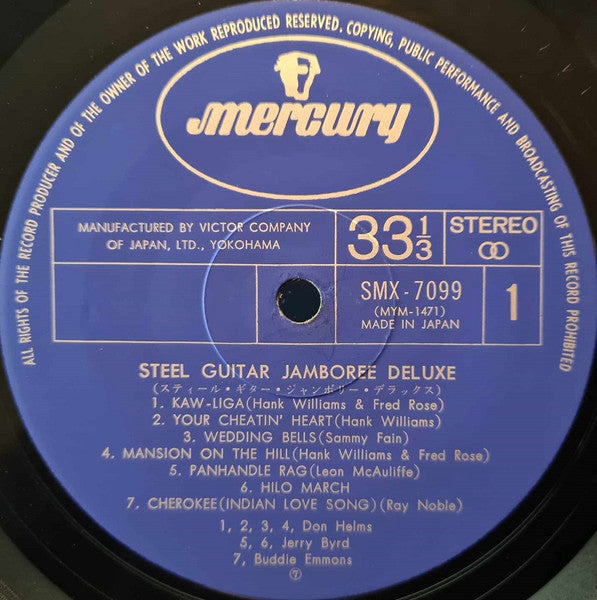 ALL RIGHTS OF THE RECORD PRODUCER AND OF THE OWNER OF THE WORK REPRODUCED RESERVED, COPYING, PUBLIC PERFORMANCE AND BROADCASTING OF THIS RECORD PROHIBITED
mercury
MANUFACTURED BY VICTOR COMPANY
OF JAPAN, LTD., YOKOHAMA
33 1/3
STEREO
SMX-7099
(MYM-1471)
MADE IN JAPAN
1
STEEL GUITAR JAMBOREE DELUXE
(スティール・ギター・ジャンボリー・デラックス)
1. KAW-LIGA (Hank Williams & Fred Rose)
2. YOUR CHEATIN' HEART (Hank Williams)
3. WEDDING BELLS (Sammy Fain)
4. MANSION ON THE HILL (Hank Williams & Fred Rose)
5. PANHANDLE RAG (Leon McAuliffe)
6. HILO MARCH
7. CHEROKEE (INDIAN LOVE SONG) (Ray Noble)
1, 2, 3, 4, Don Helms
5, 6, Jerry Byrd
7, Buddie Emmons
⑦